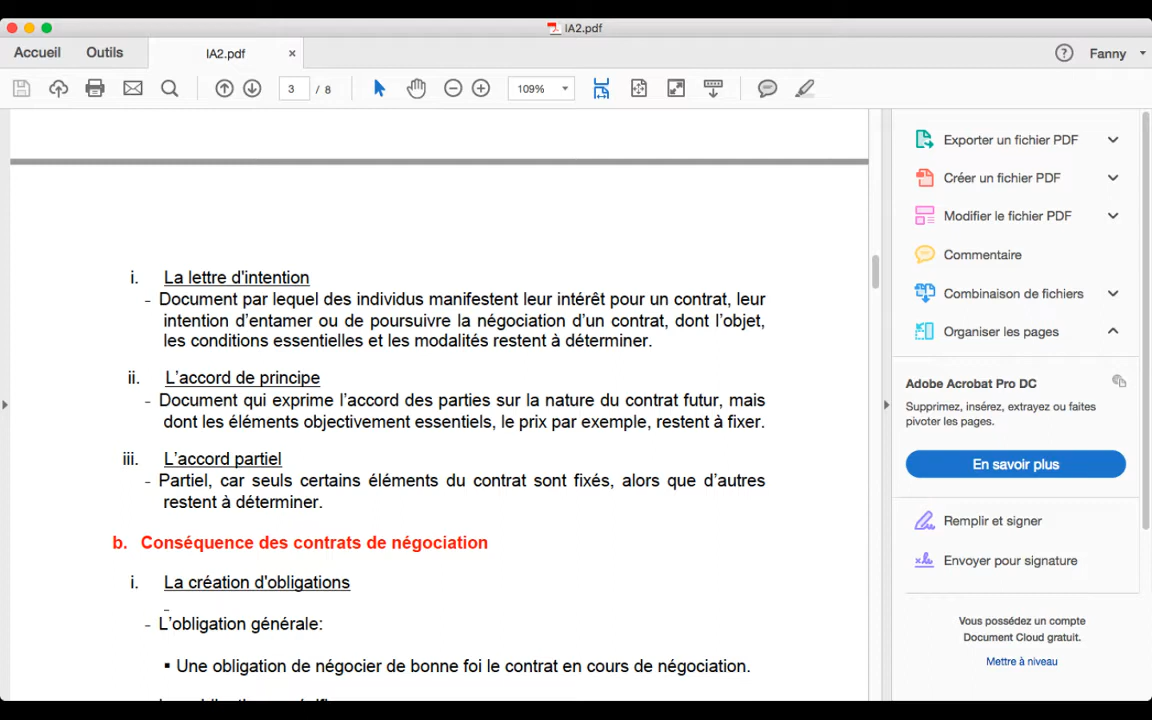 IA2.pdf
Accueil Outils IA2.pdf × ? Fanny
3 / 8 109%
i. La lettre d'intention
- Document par lequel des individus manifestent leur intérêt pour un contrat, leur
intention d'entamer ou de poursuivre la négociation d'un contrat, dont l'objet,
les conditions essentielles et les modalités restent à déterminer.
ii. L'accord de principe
- Document qui exprime l'accord des parties sur la nature du contrat futur, mais
dont les éléments objectivement essentiels, le prix par exemple, restent à fixer.
iii. L'accord partiel
- Partiel, car seuls certains éléments du contrat sont fixés, alors que d'autres
restent à déterminer.
b. Conséquence des contrats de négociation
i. La création d'obligations
-
- L'obligation générale:
▪ Une obligation de négocier de bonne foi le contrat en cours de négociation.
Exporter un fichier PDF
Créer un fichier PDF
Modifier le fichier PDF
Commentaire
Combinaison de fichiers
Organiser les pages
Adobe Acrobat Pro DC
Supprimez, insérez, extrayez ou faites
pivoter les pages.
En savoir plus
Remplir et signer
Envoyer pour signature
Vous possédez un compte
Document Cloud gratuit.
Mettre à niveau